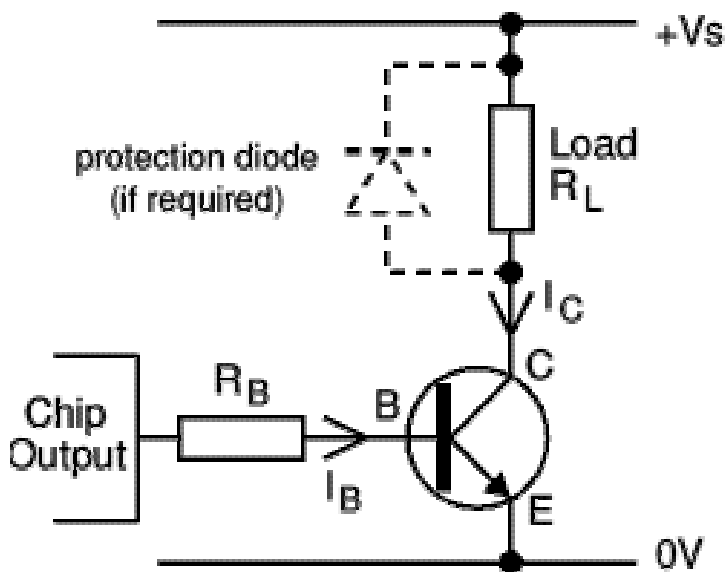 +Vs
protection diode
(if required)
Load
RL
IC
C
RB
B
Chip
Output
IB
E
0V